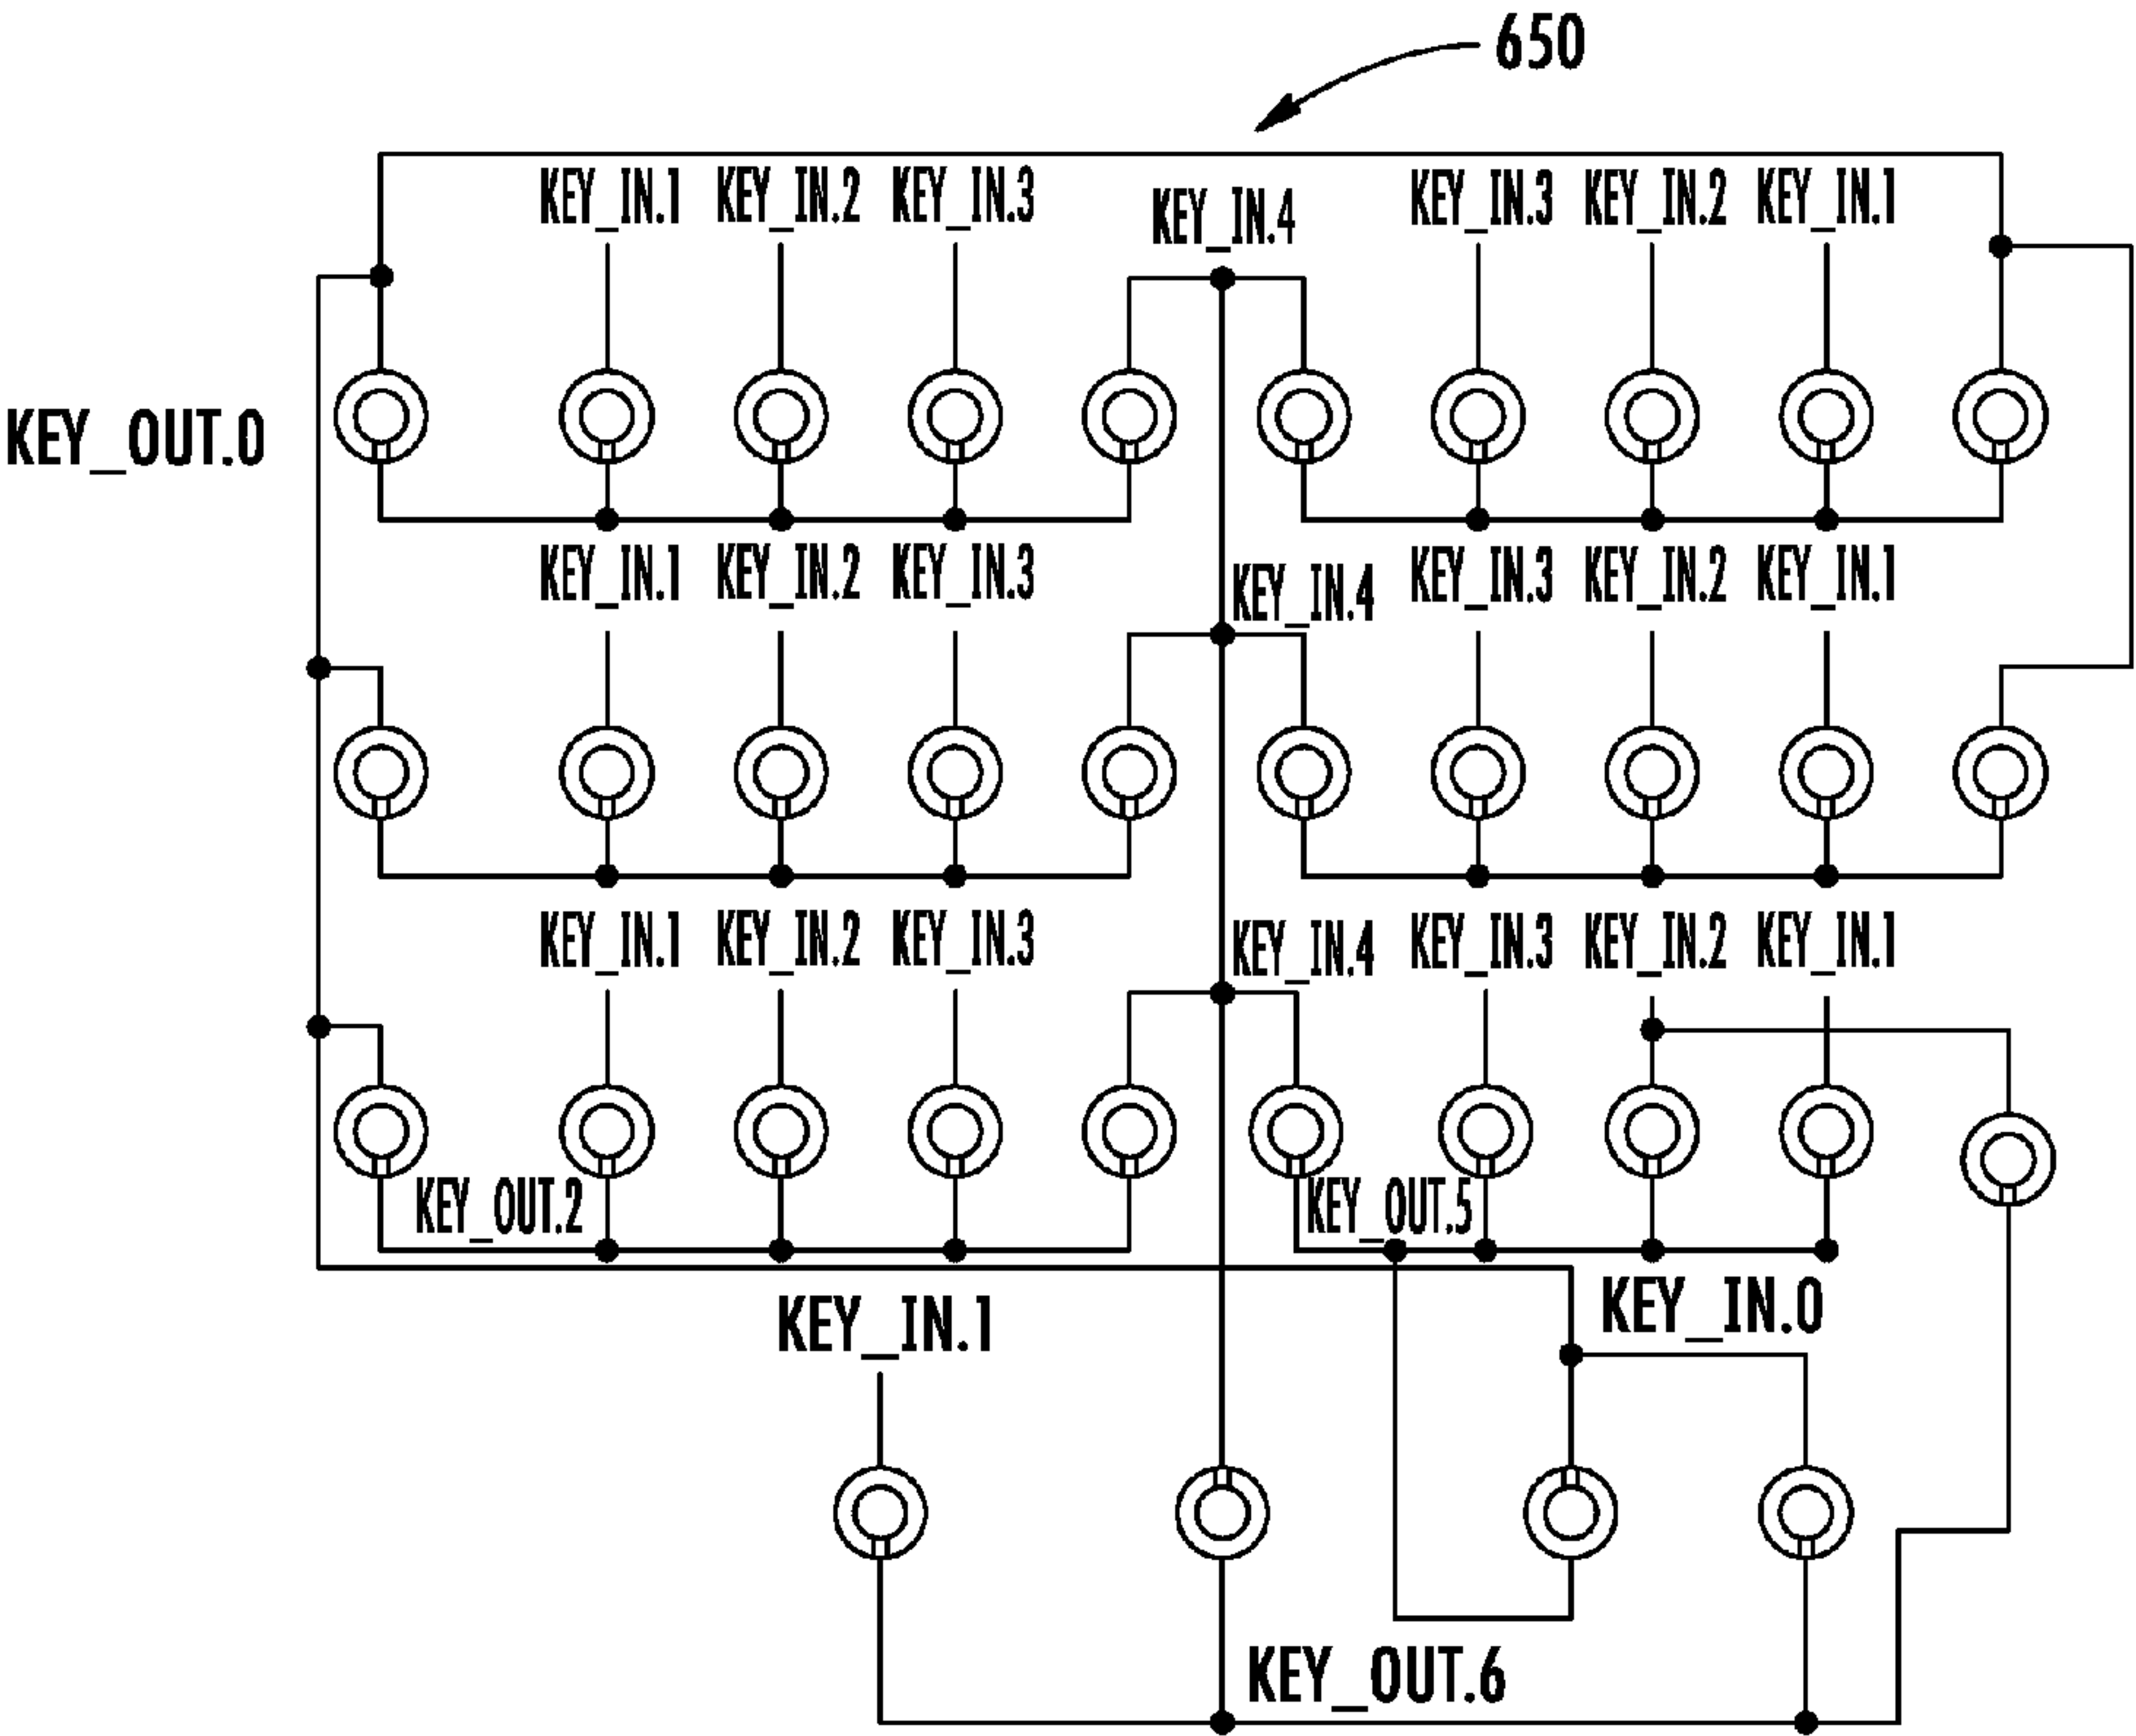 650
KEY_IN.1 KEY_IN.2 KEY_IN.3 KEY_IN.4 KEY_IN.3 KEY_IN.2 KEY_IN.1
KEY_OUT.0
KEY_IN.1 KEY_IN.2 KEY_IN.3 KEY_IN.4 KEY_IN.3 KEY_IN.2 KEY_IN.1
KEY_IN.1 KEY_IN.2 KEY_IN.3 KEY_IN.4 KEY_IN.3 KEY_IN.2 KEY_IN.1
KEY_OUT.2 KEY_OUT.5
KEY_IN.1 KEY_IN.0
KEY_OUT.6